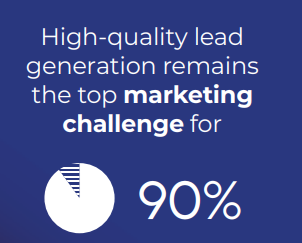 High-quality lead
generation remains
the top marketing
challenge for
90%